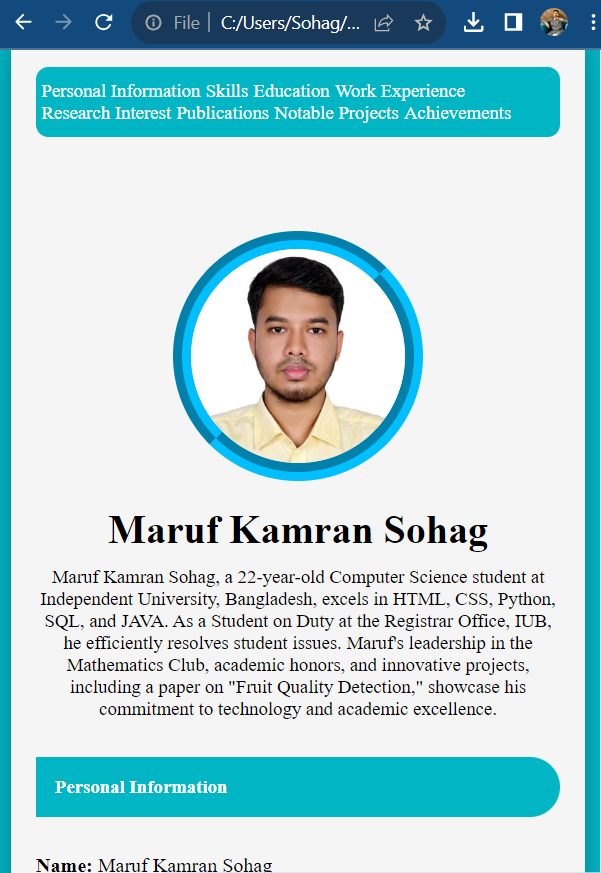 File | C:/Users/Sohag/...
Personal Information Skills Education Work Experience
Research Interest Publications Notable Projects Achievements
Maruf Kamran Sohag
Maruf Kamran Sohag, a 22-year-old Computer Science student at
Independent University, Bangladesh, excels in HTML, CSS, Python,
SQL, and JAVA. As a Student on Duty at the Registrar Office, IUB,
he efficiently resolves student issues. Maruf's leadership in the
Mathematics Club, academic honors, and innovative projects,
including a paper on "Fruit Quality Detection," showcase his
commitment to technology and academic excellence.
Personal Information
Name: Maruf Kamran Sohag